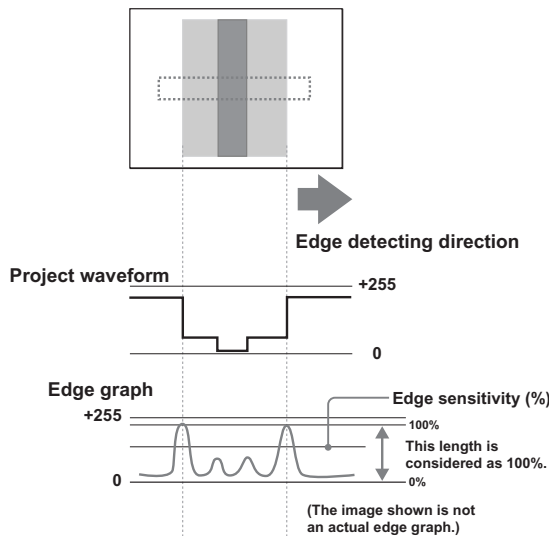 Edge detecting direction
Project waveform
+255
0
Edge graph
+255
Edge sensitivity (%)
100%
This length is
considered as 100%.
0
0%
(The image shown is not
an actual edge graph.)